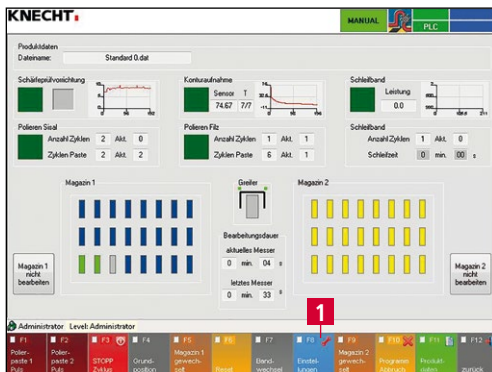 KNECHT.
MANUAL
PLC
Produktdaten
Dateiname: Standard 0.dat
Schärfeprüfvorrichtung
Konturaufnahme
Sensor T
74.67 7/7
Schleifband
Leistung
0.0
Polieren Sisal
Anzahl Zyklen 2 Akt. 0
Zyklen Paste 2 Akt. 2
Polieren Filz
Anzahl Zyklen 1 Akt. 1
Zyklen Paste 6 Akt. 1
Schleifband
Anzahl Zyklen 1 Akt. 0
Schleifzeit 0 min. 00 s
Magazin 1
Greifer
Magazin 2
Bearbeitungsdauer
aktuelles Messer
0 min. 04 s
letztes Messer
0 min. 33 s
Magazin 1
nicht
bearbeiten
Magazin 2
nicht
bearbeiten
1
Administrator Level: Administrator
F1
Polier-
paste 1
Puls
F2
Polier-
paste 2
Puls
F3
STOPP
Zyklus
F4
Grund-
position
F5
Magazin 1
gewech-
selt
F6
Reset
F7
Band-
wechsel
F8
Einstel-
lungen
F9
Magazin 2
gewech-
selt
F10
Programm
Abbruch
F11
Produkt-
daten
F12
zurück